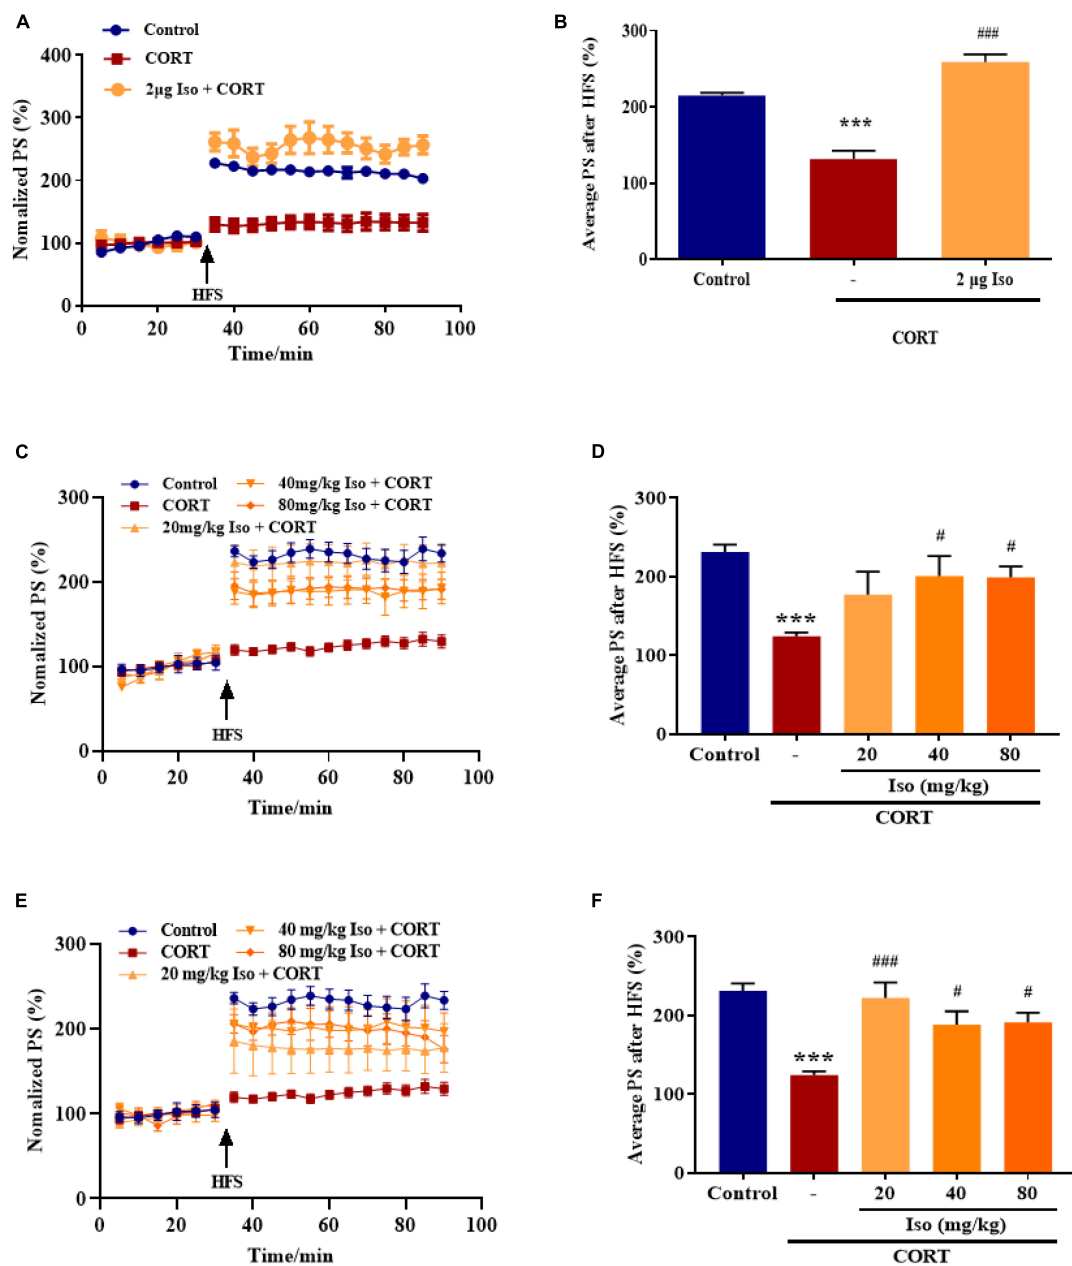 A
Control
CORT
2μg Iso + CORT
Nomalized PS (%)
400
300
200
100
0
HFS
0 20 40 60 80 100
Time/min
B
###
***
Average PS after HFS (%)
300
200
100
0
Control - 2 μg Iso
CORT
C
Control 40mg/kg Iso + CORT
CORT 80mg/kg Iso + CORT
20mg/kg Iso + CORT
Nomalized PS (%)
300
200
100
0
HFS
0 20 40 60 80 100
Time/min
D
# #
***
Average PS after HFS (%)
300
200
100
0
Control - 20 40 80
Iso (mg/kg)
CORT
E
Control 40 mg/kg Iso + CORT
CORT 80 mg/kg Iso + CORT
20 mg/kg Iso + CORT
Nomalized PS (%)
300
200
100
0
HFS
0 20 40 60 80 100
Time/min
F
### # #
***
Average PS after HFS (%)
300
200
100
0
Control - 20 40 80
Iso (mg/kg)
CORT